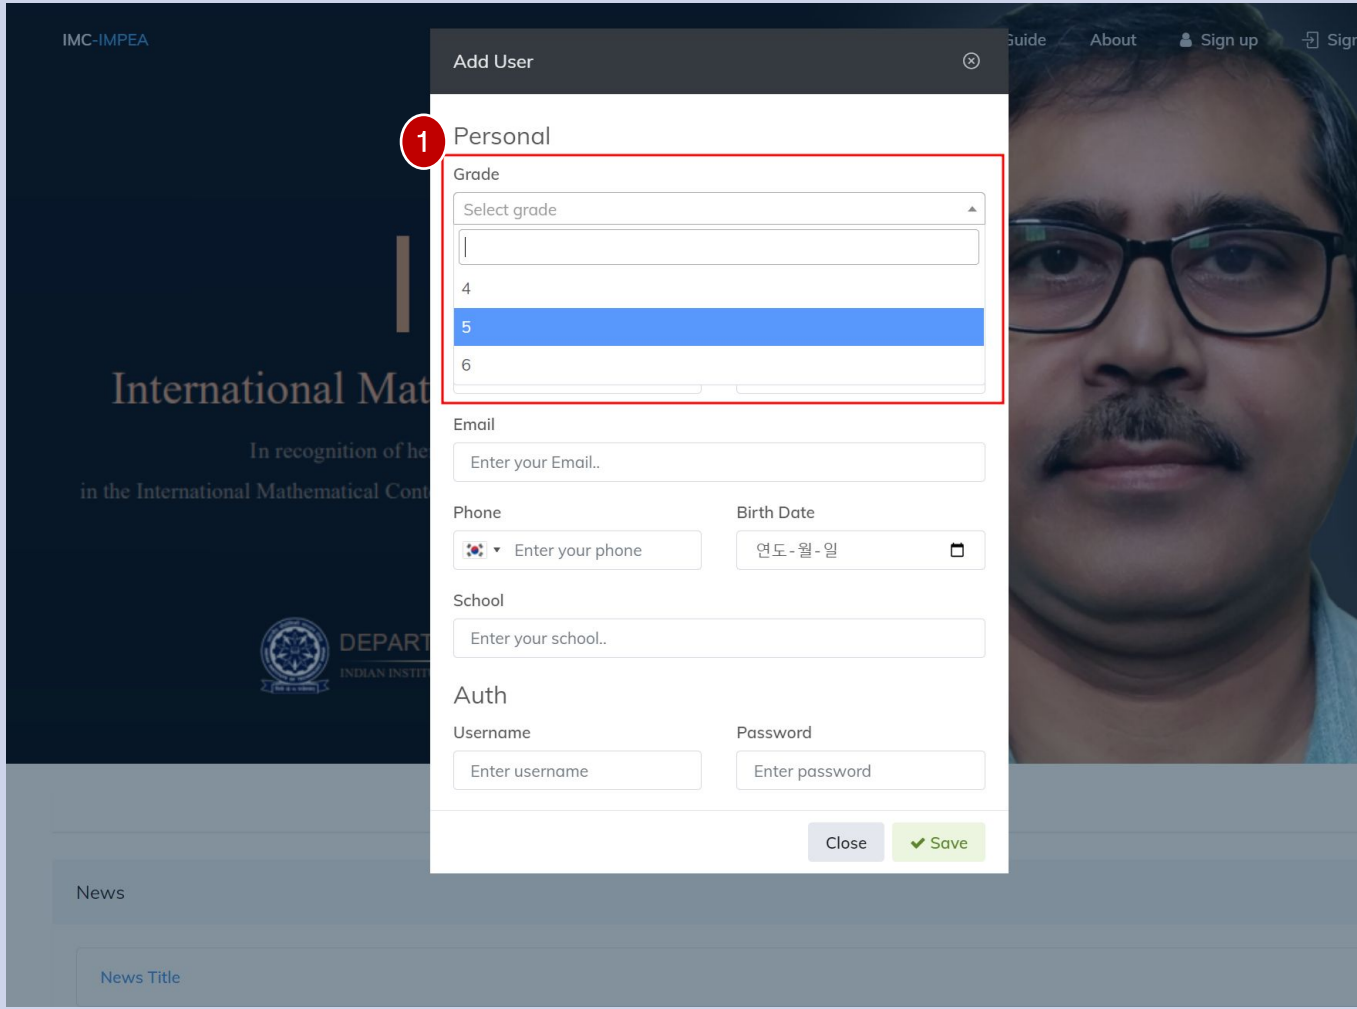 IMC-IMPEA
Guide
About
Sign up
Add User
1
Personal
Grade
Select grade
4
5
6
International Mat
In recognition of he
in the International Mathematical Cont
DEPART
INDIAN INSTIT
Email
Enter your Email..
Phone
Birth Date
Enter your phone
연도-월-일
School
Enter your school..
Auth
Username
Password
Enter username
Enter password
Close
Save
News
News Title